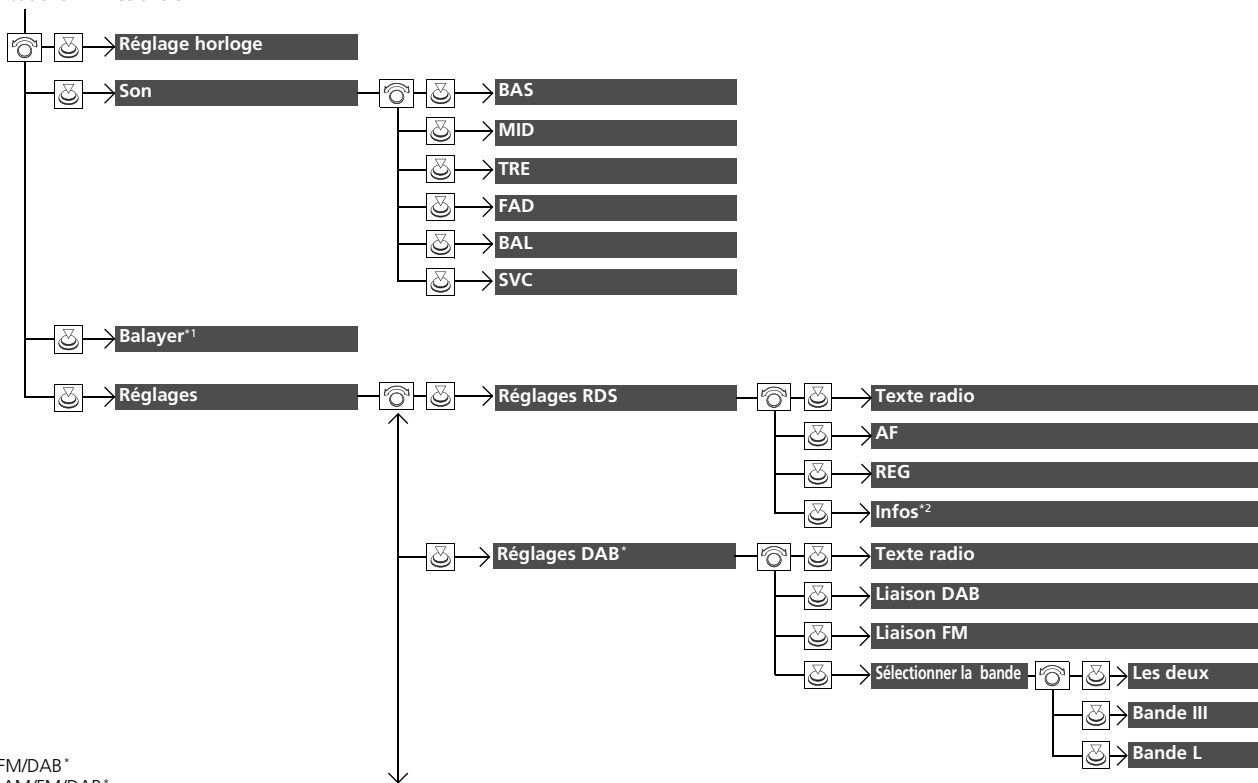 Réglage horloge
Son
BAS
MID
TRE
FAD
BAL
SVC
Balayer*1
Réglages
Réglages RDS
Texte radio
AF
REG
Infos*2
Réglages DAB*
Texte radio
Liaison DAB
Liaison FM
Sélectionner la bande
Les deux
Bande III
Bande L
FM/DAB*
AM/FM/DAB*